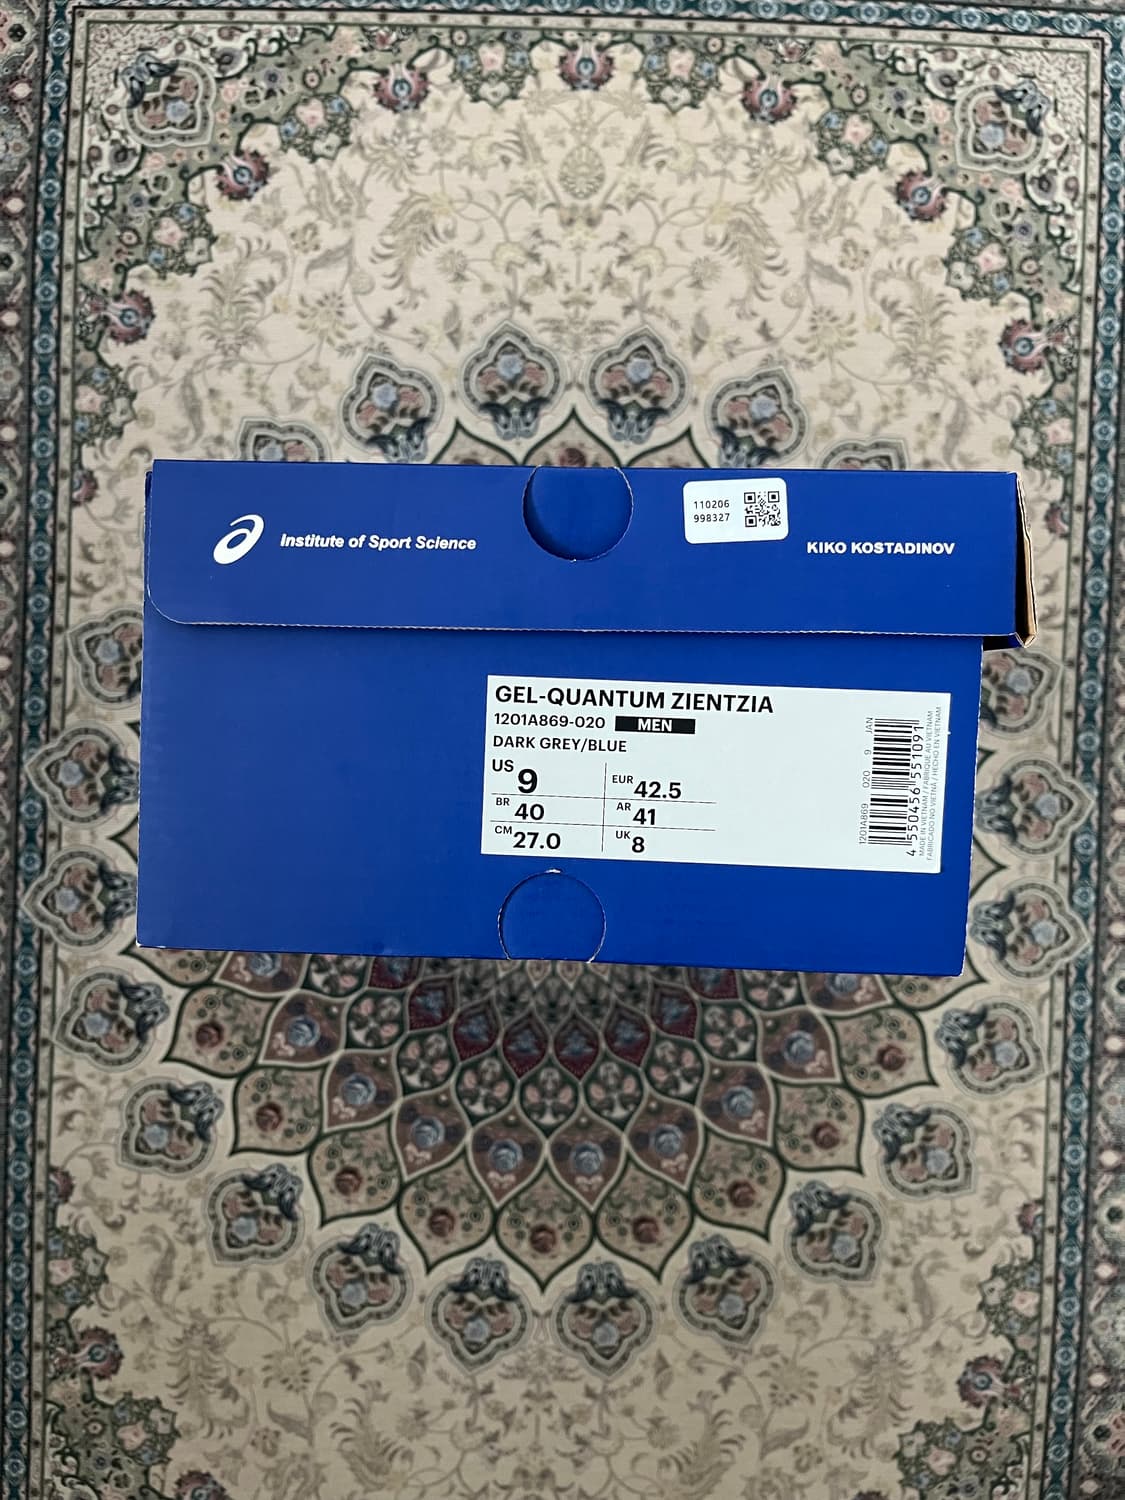 Institute of Sport Science
110206
998327
KIKO KOSTADINOV
GEL-QUANTUM ZIENTZIA
1201A869-020 MEN
DARK GREY/BLUE
US 9 EUR 42.5
BR 40 AR 41
CM 27.0 UK 8
1201A869 020 9 JAN
4 550456 551091
MADE IN VIETNAM / FABRIQUÉ AU VIETNAM
FABRICADO NO VIETNÃ / HECHO EN VIETNAM